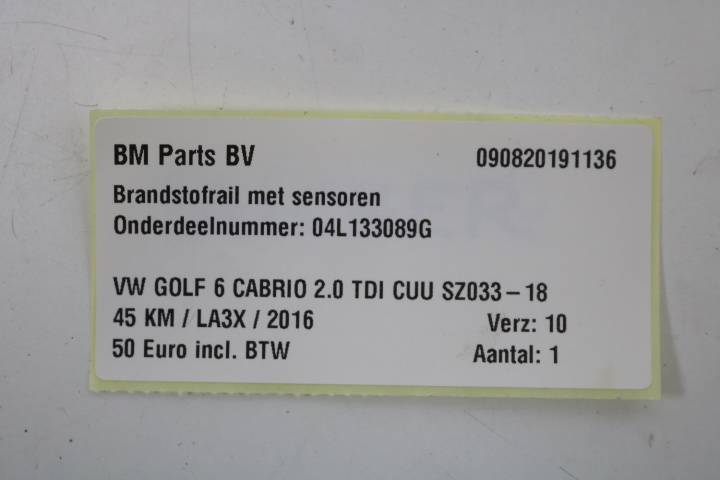 BM Parts BV 090820191136
Brandstofrail met sensoren
Onderdeelnummer: 04L133089G
VW GOLF 6 CABRIO 2.0 TDI CUU SZ033-18
45 KM / LA3X / 2016 Verz: 10
50 Euro incl. BTW Aantal: 1